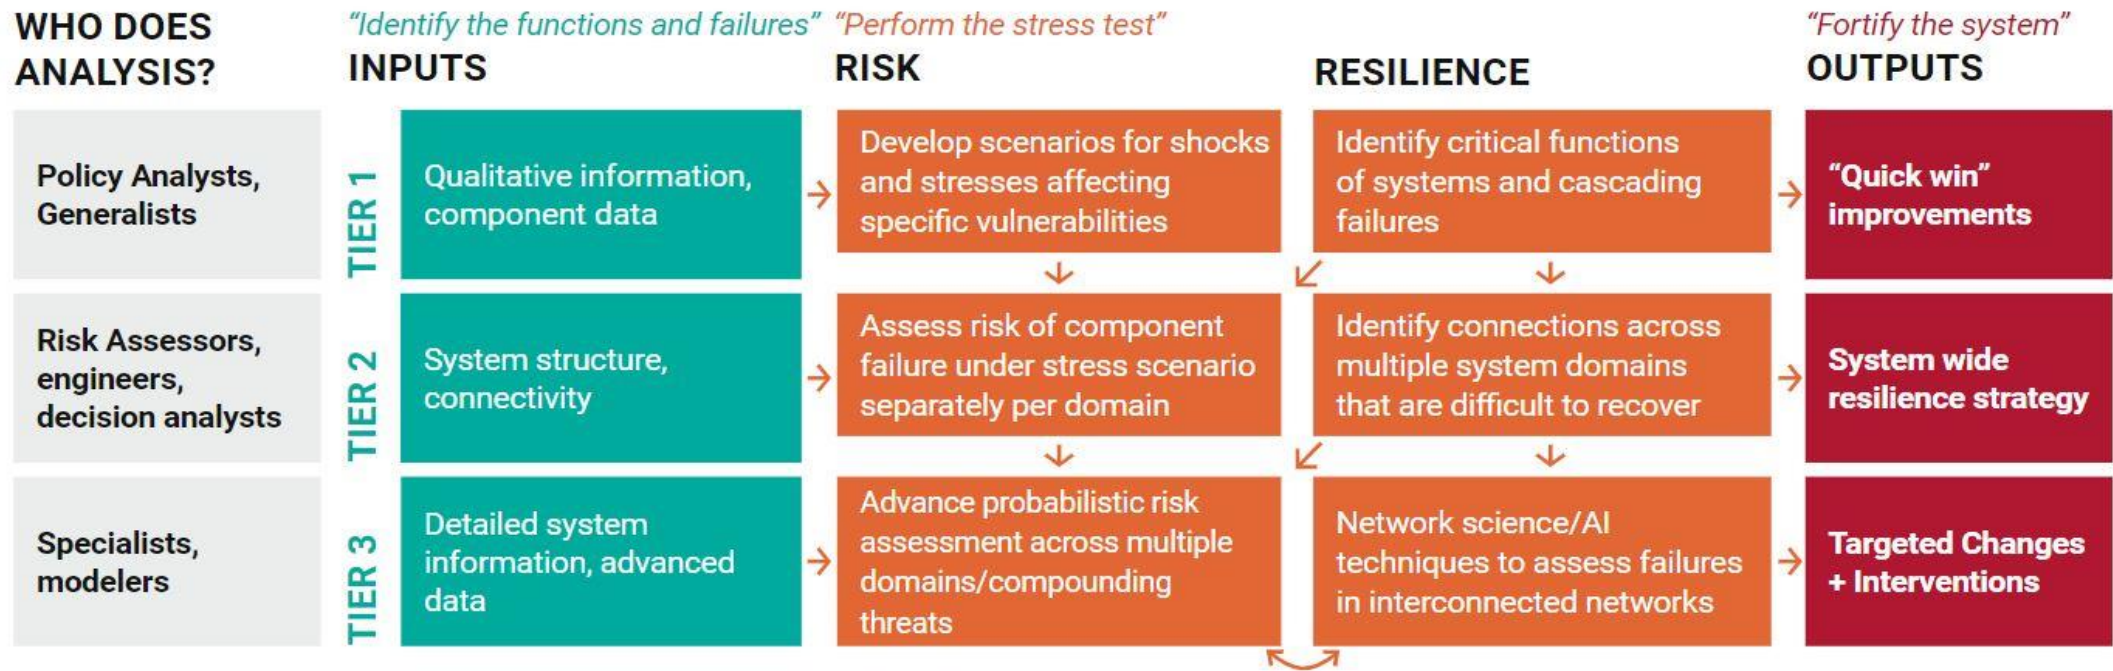 WHO DOES
ANALYSIS?
“Identify the functions and failures”
INPUTS
“Perform the stress test”
RISK
RESILIENCE
“Fortify the system”
OUTPUTS
Policy Analysts,
Generalists
TIER 1
Qualitative information,
component data
Develop scenarios for shocks
and stresses affecting
specific vulnerabilities
Identify critical functions
of systems and cascading
failures
“Quick win”
improvements
Risk Assessors,
engineers,
decision analysts
TIER 2
System structure,
connectivity
Assess risk of component
failure under stress scenario
separately per domain
Identify connections across
multiple system domains
that are difficult to recover
System wide
resilience strategy
Specialists,
modelers
TIER 3
Detailed system
information, advanced
data
Advance probabilistic risk
assessment across multiple
domains/compounding
threats
Network science/AI
techniques to assess failures
in interconnected networks
Targeted Changes
+ Interventions